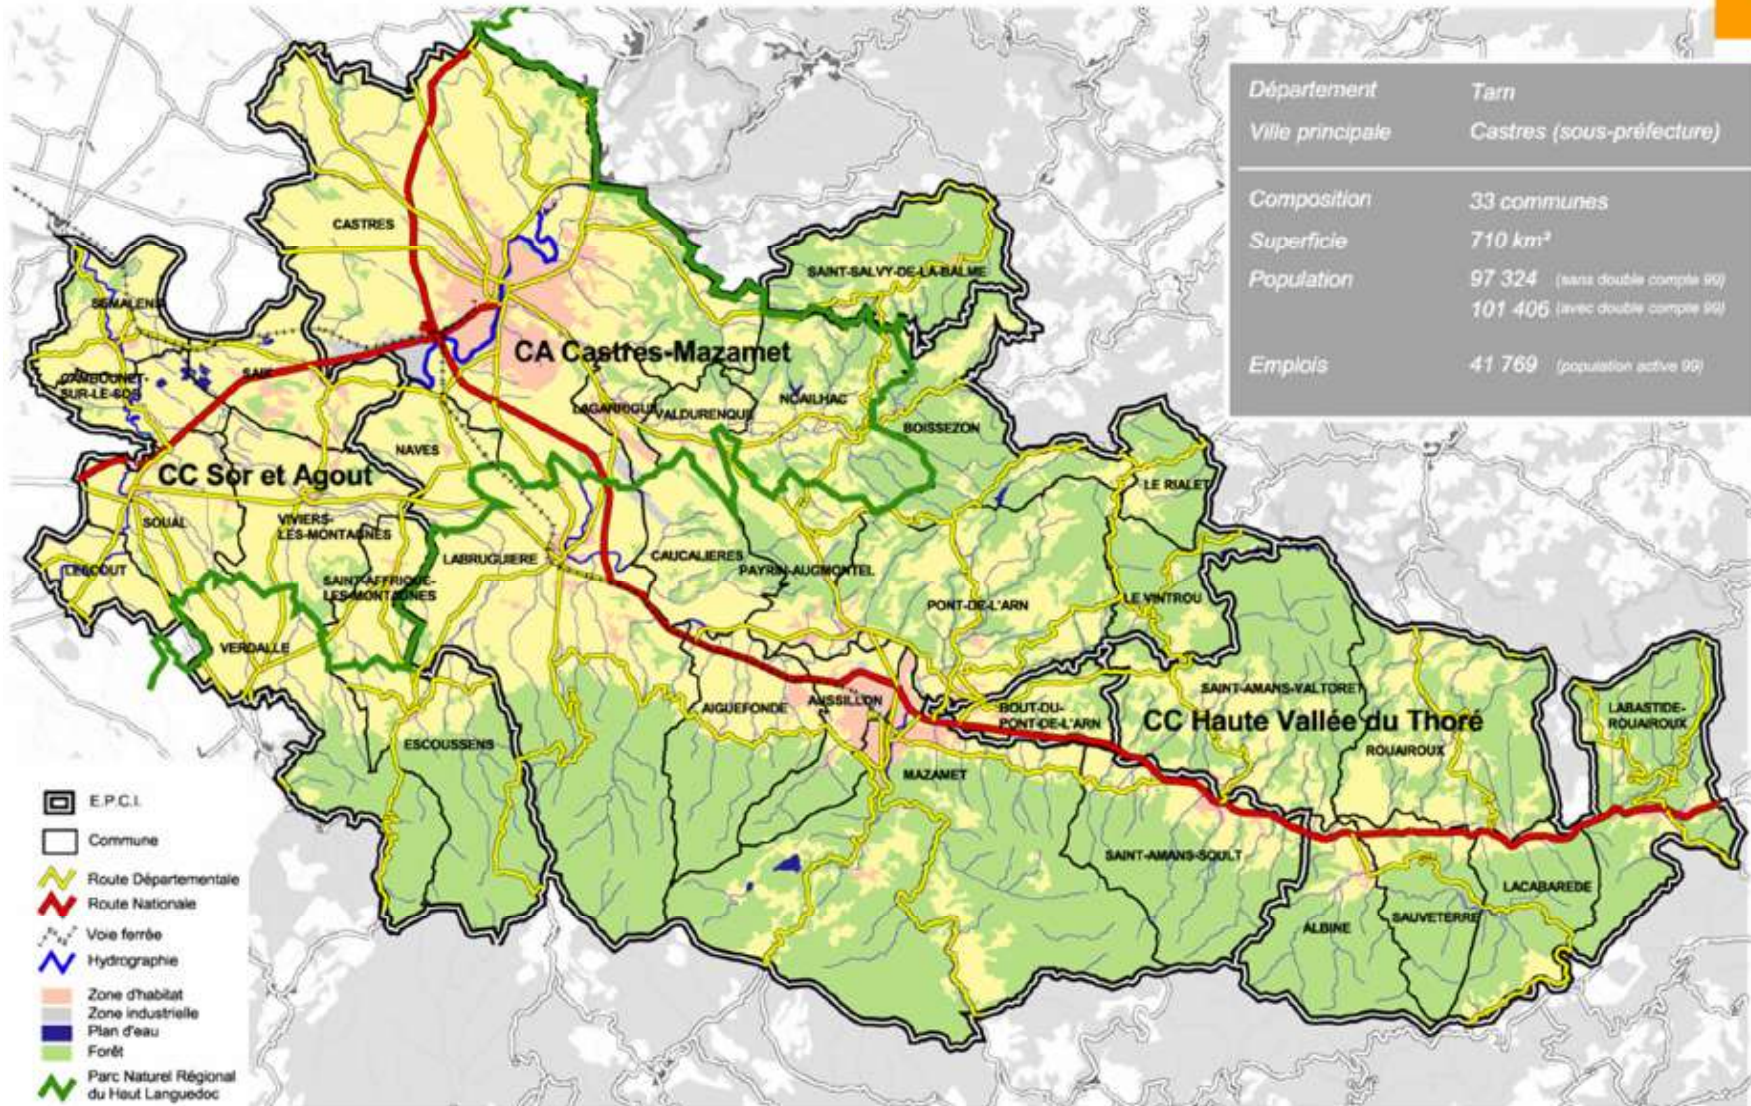 Département Tarn
Ville principale Castres (sous-préfecture)
Composition 33 communes
Superficie 710 km²
Population 97 324 (sans double compte 99)
101 406 (avec double compte 99)
Emplois 41 769 (population active 99)
CASTRES
SAINT-SALVY-DE-LA-BALME
SEMALENS
CA Castres-Mazamet
CAMBOUNET-
SUR-LE-SOR
SAIX
LAGARRIGUE
VALDURENQUE
NOAILHAC
BOISSEZON
NAVES
CC Sor et Agout
LE RIALET
SOUAL
VIVIERS-
LES-MONTAGNES
LABRUGUIERE
CAUCALIERES
PAYRIN-AUGMONTEL
LESCOUT
SAINT-AFFRIQUE-
LES-MONTAGNES
PONT-DE-L'ARN
LE VINTROU
VERDALLE
AIGUEFONDE
AUSSILLON
BOUT-DU-
PONT-DE-L'ARN
SAINT-AMANS-VALTORET
CC Haute Vallée du Thoré
LABASTIDE-
ROUAIROUX
ROUAIROUX
ESCOUSSENS
MAZAMET
SAINT-AMANS-SOULT
LACABAREDE
SAUVETERRE
ALBINE
E.P.C.I.
Commune
Route Départementale
Route Nationale
Voie ferrée
Hydrographie
Zone d'habitat
Zone industrielle
Plan d'eau
Forêt
Parc Naturel Régional
du Haut Languedoc